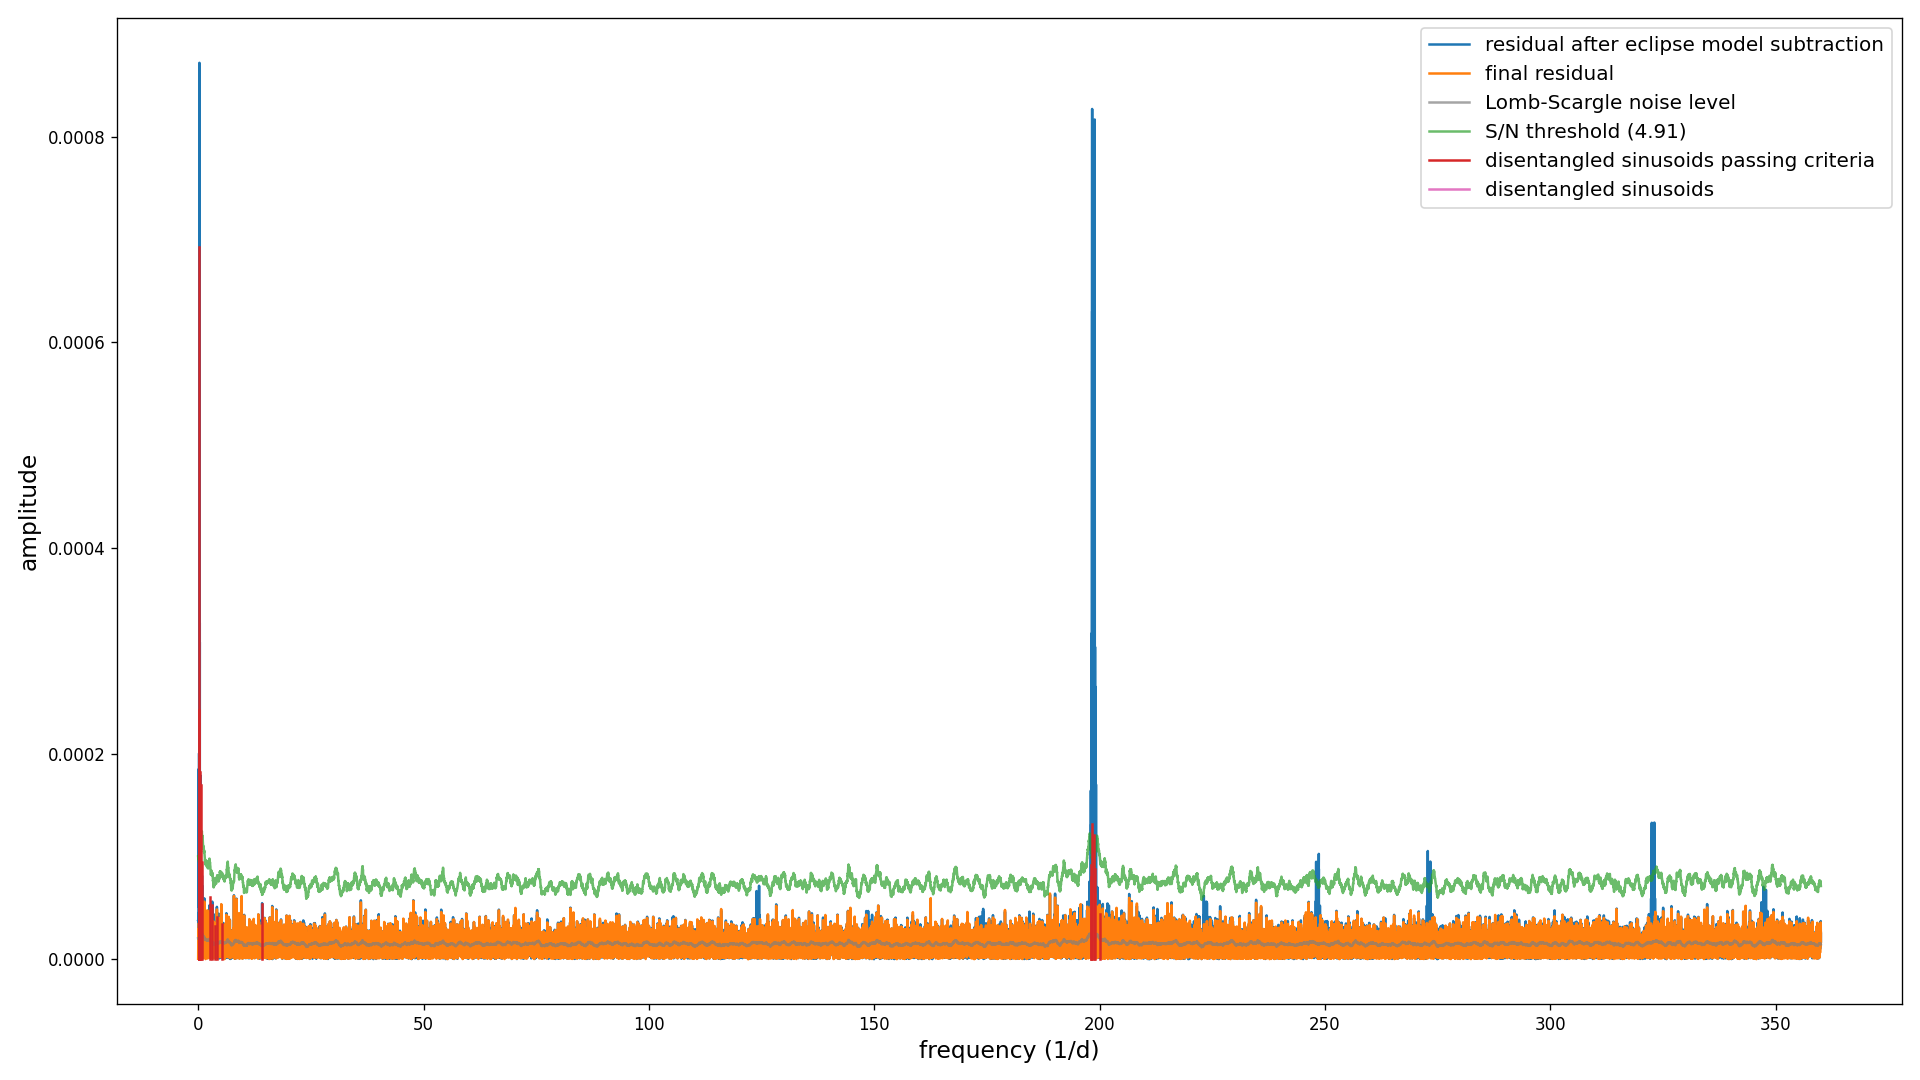 residual after eclipse model subtraction
final residual
Lomb-Scargle noise level
S/N threshold (4.91)
disentangled sinusoids passing criteria
disentangled sinusoids
amplitude
0.0008
0.0006
0.0004
0.0002
0.0000
0 50 100 150 200 250 300 350
frequency (1/d)